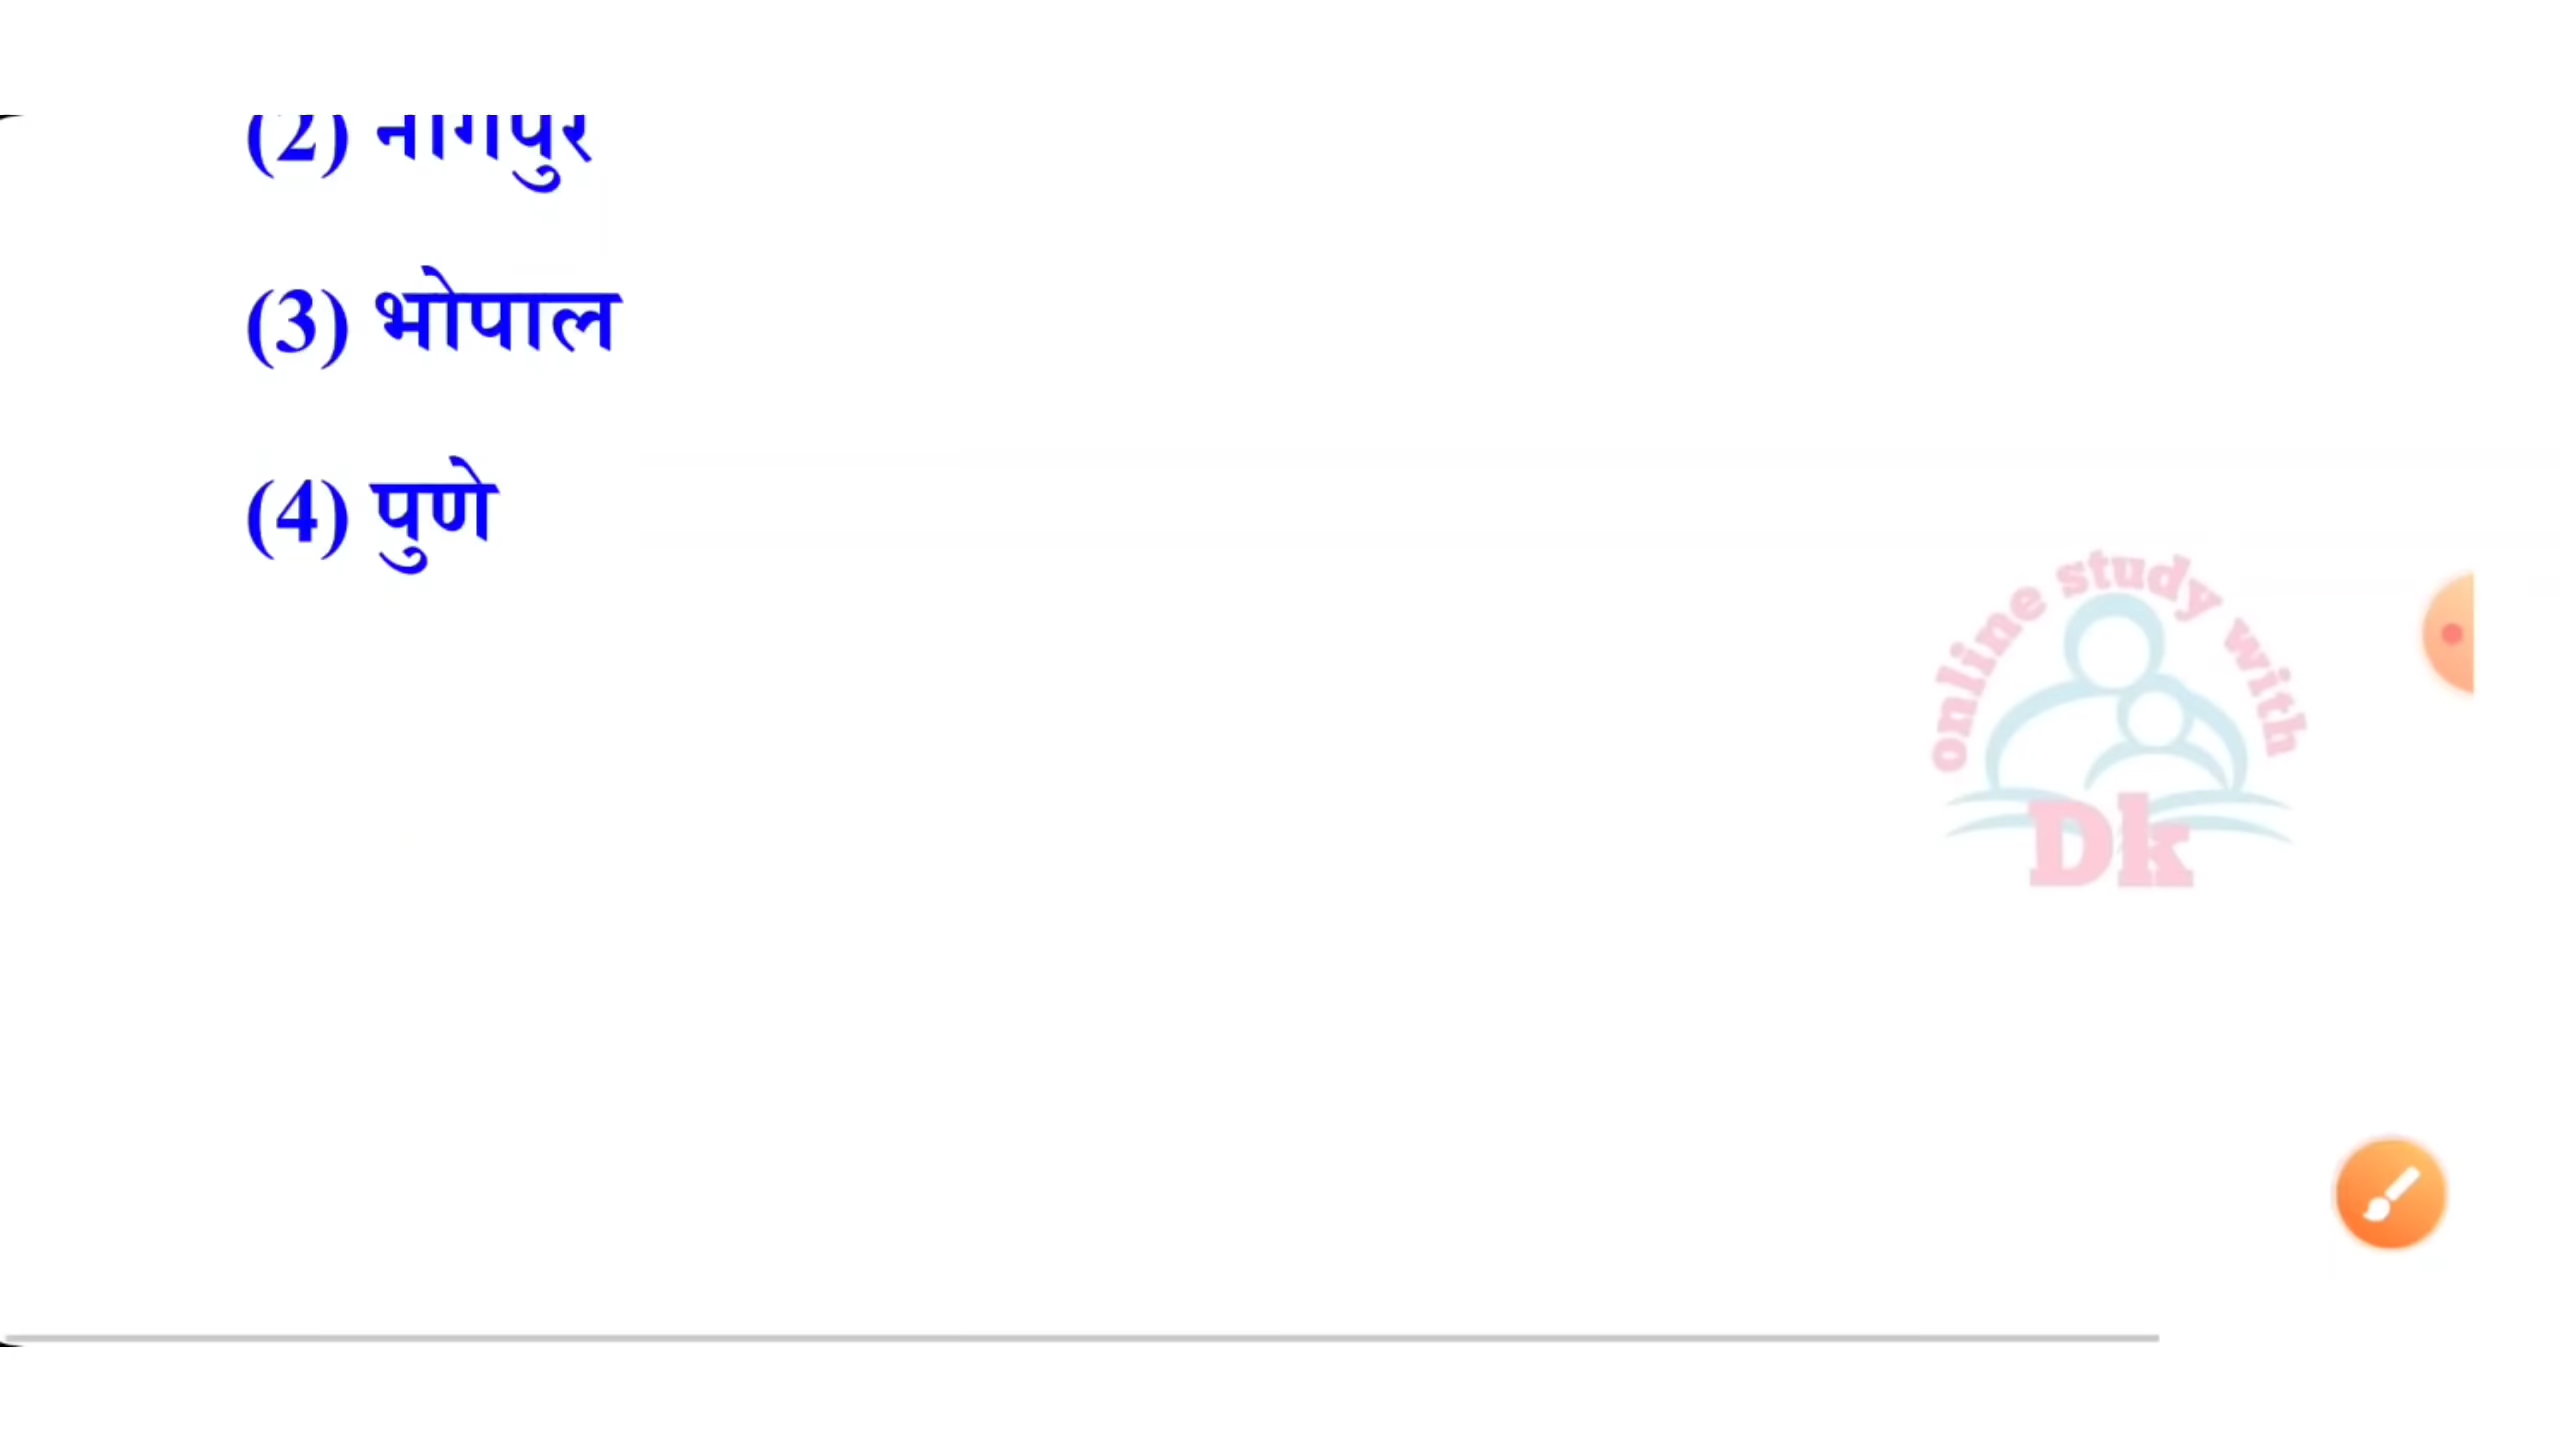 (2) नागपुर
(3) भोपाल
(4) पुणे
online study with
Dk